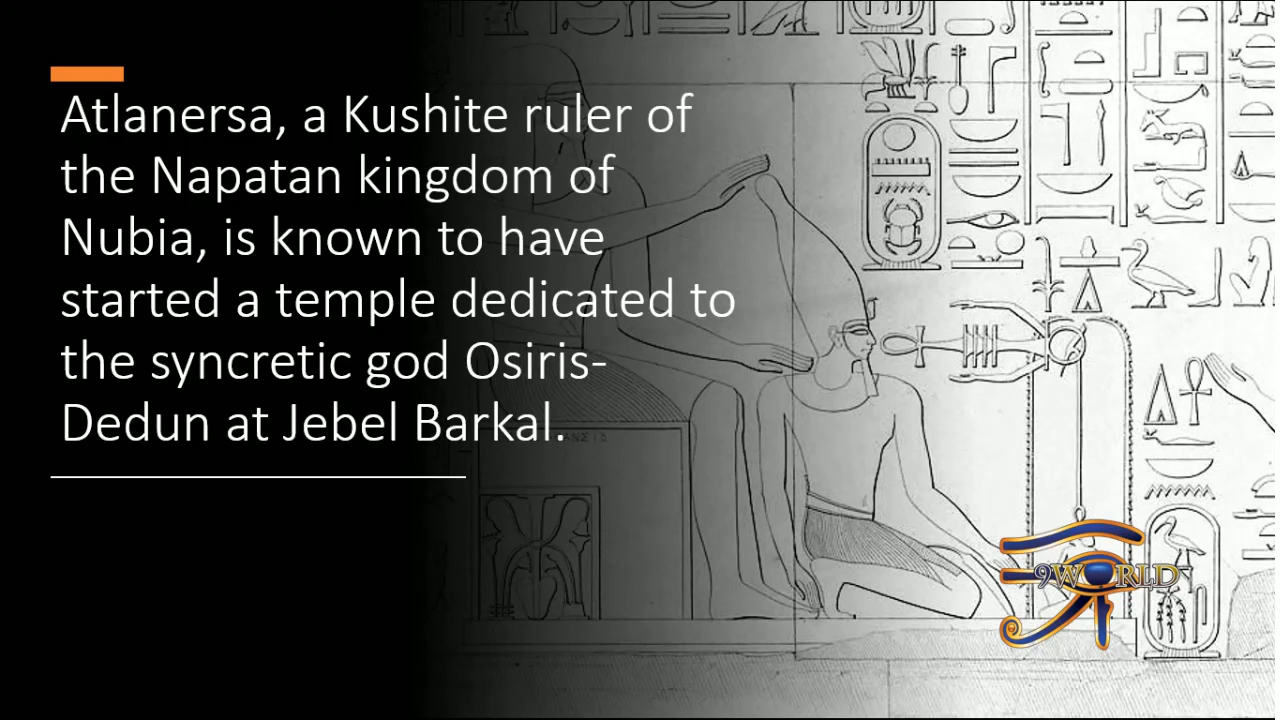 Atlanersa, a Kushite ruler of
the Napatan kingdom of
Nubia, is known to have
started a temple dedicated to
the syncretic god Osiris-
Dedun at Jebel Barkal.
9WORLD